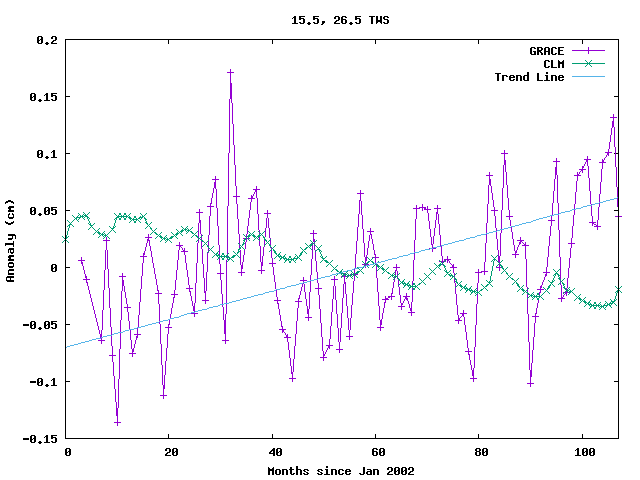 15.5, 26.5 TWS
GRACE
CLM
Trend Line
0.2
0.15
0.1
0.05
0
-0.05
-0.1
-0.15
Anomaly (cm)
0 20 40 60 80 100
Months since Jan 2002